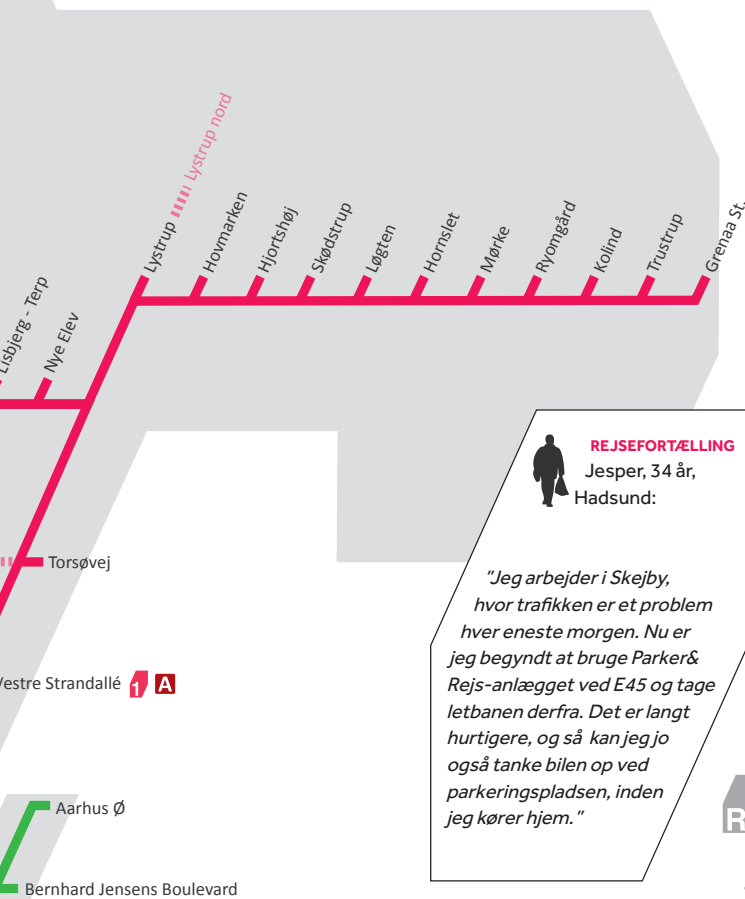 Lystrup nord
Lystrup
Hovmarken
Hjortshøj
Skødstrup
Løgten
Hornslet
Mørke
Ryomgård
Kolind
Trustrup
Grenaa St.
Lisbjerg - Terp
Nye Elev
Torsøvej
Vestre Strandallé 1 A
Aarhus Ø
Bernhard Jensens Boulevard
REJSEFORTÆLLING
Jesper, 34 år,
Hadsund:
"Jeg arbejder i Skejby,
hvor trafikken er et problem
hver eneste morgen. Nu er
jeg begyndt at bruge Parker&
Rejs-anlægget ved E45 og tage
letbanen derfra. Det er langt
hurtigere, og så kan jeg jo
også tanke bilen op ved
parkeringspladsen, inden
jeg kører hjem."
R